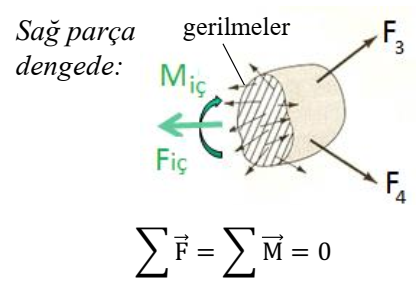 Sağ parça
dengede:
gerilmeler
F₃
Mᵢç
Fᵢç
F₄
∑ F⃗ = ∑ M⃗ = 0